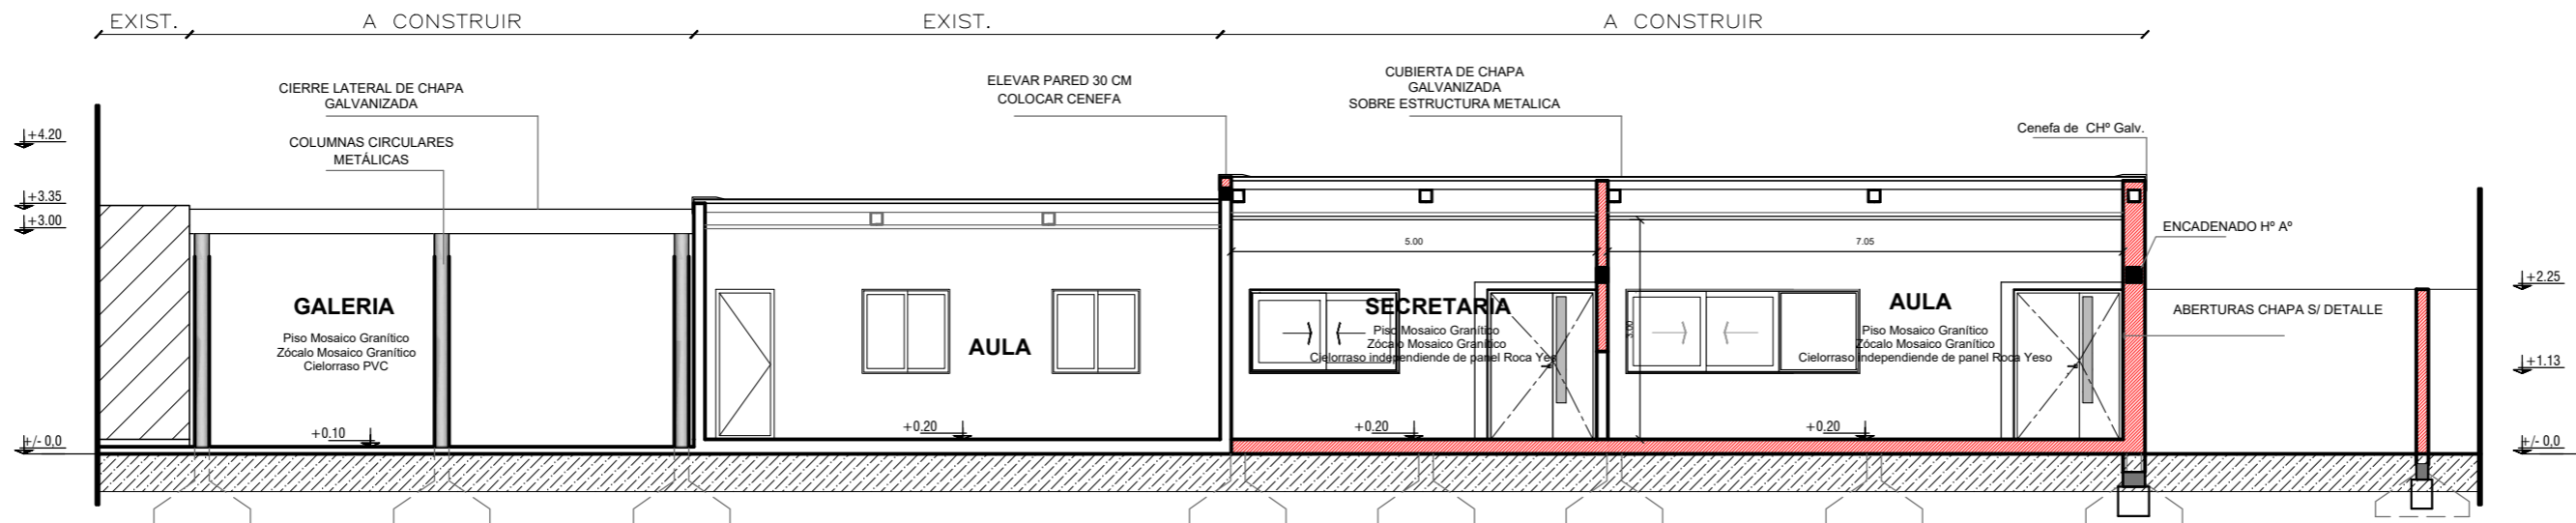 EXIST.
A CONSTRUIR
EXIST.
A CONSTRUIR
CIERRE LATERAL DE CHAPA
GALVANIZADA
COLUMNAS CIRCULARES
METÁLICAS
ELEVAR PARED 30 CM
COLOCAR CENEFA
CUBIERTA DE CHAPA
GALVANIZADA
SOBRE ESTRUCTURA METALICA
Cenefa de CHº Galv.
+4.20
+3.35
+3.00
+/- 0,0
GALERIA
Piso Mosaico Granítico
Zócalo Mosaico Granítico
Cielorraso PVC
+0.10
AULA
+0.20
5.00
SECRETARIA
Piso Mosaico Granítico
Zócalo Mosaico Granítico
Cielorraso independiende de panel Roca Yes
3.00
+0.20
7.05
AULA
Piso Mosaico Granítico
Zócalo Mosaico Granítico
Cielorraso independiende de panel Roca Yeso
+0.20
ENCADENADO Hº Aº
ABERTURAS CHAPA S/ DETALLE
+2.25
+1.13
+/- 0,0